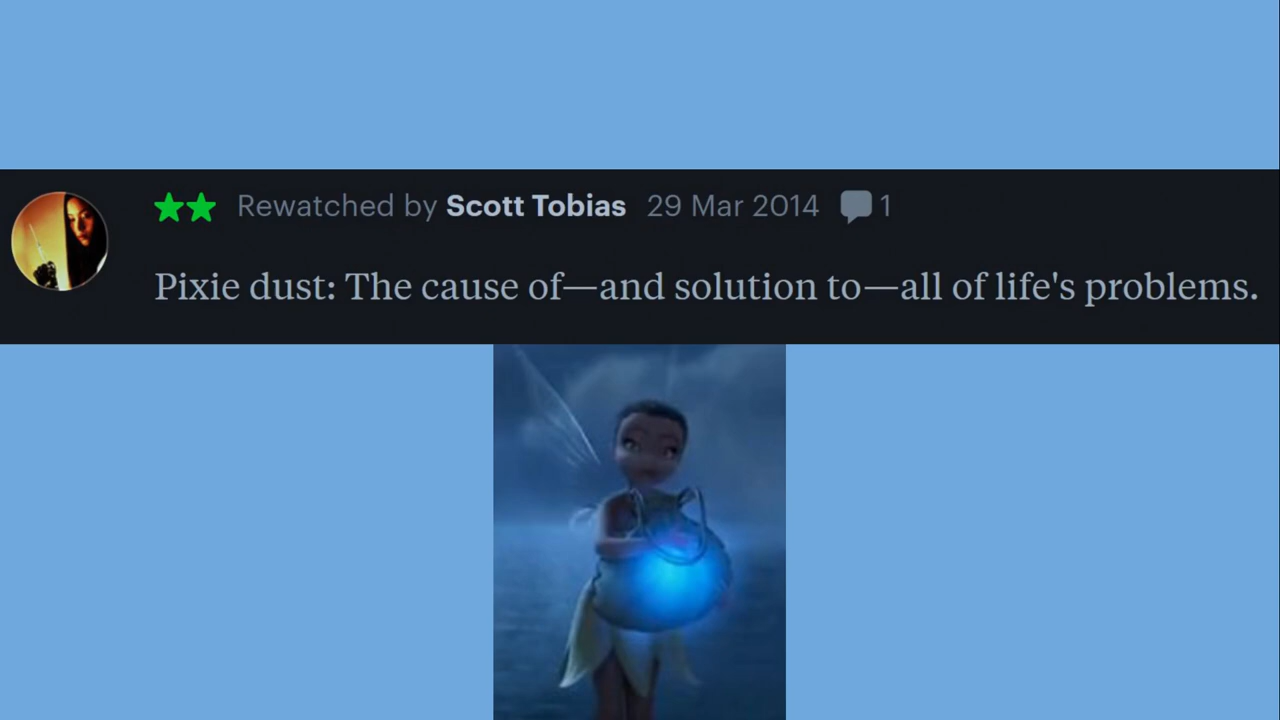 Rewatched by Scott Tobias 29 Mar 2014 1
Pixie dust: The cause of—and solution to—all of life's problems.